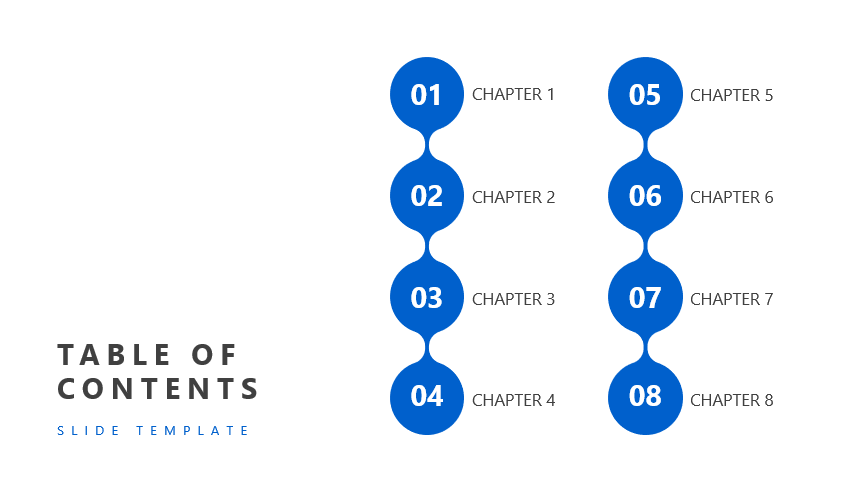 TABLE OF
CONTENTS
SLIDE TEMPLATE
01 CHAPTER 1
02 CHAPTER 2
03 CHAPTER 3
04 CHAPTER 4
05 CHAPTER 5
06 CHAPTER 6
07 CHAPTER 7
08 CHAPTER 8